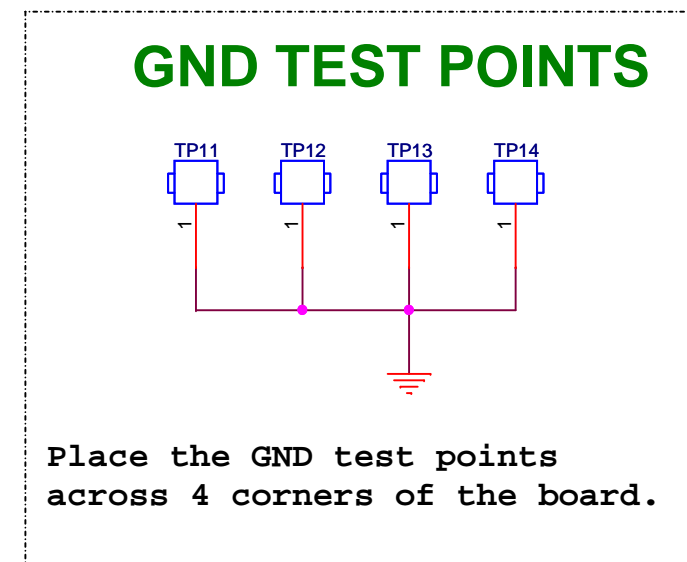 GND TEST POINTS
TP11 TP12 TP13 TP14
1 1 1 1
Place the GND test points
across 4 corners of the board.